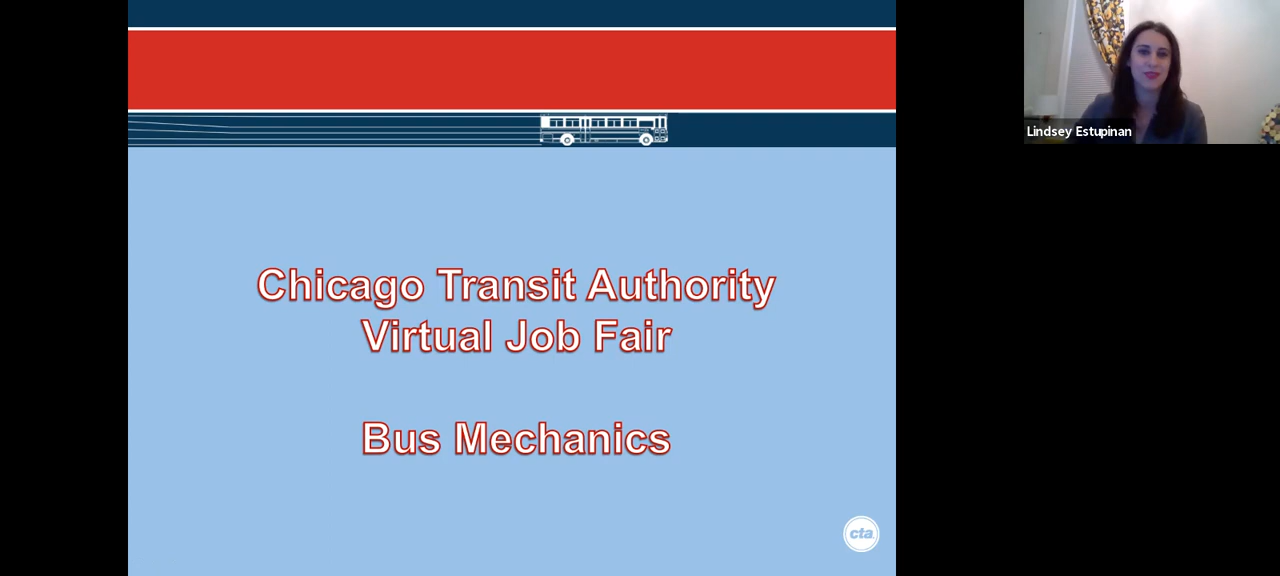 Lindsey Estupinan
Chicago Transit Authority
Virtual Job Fair
Bus Mechanics
cta